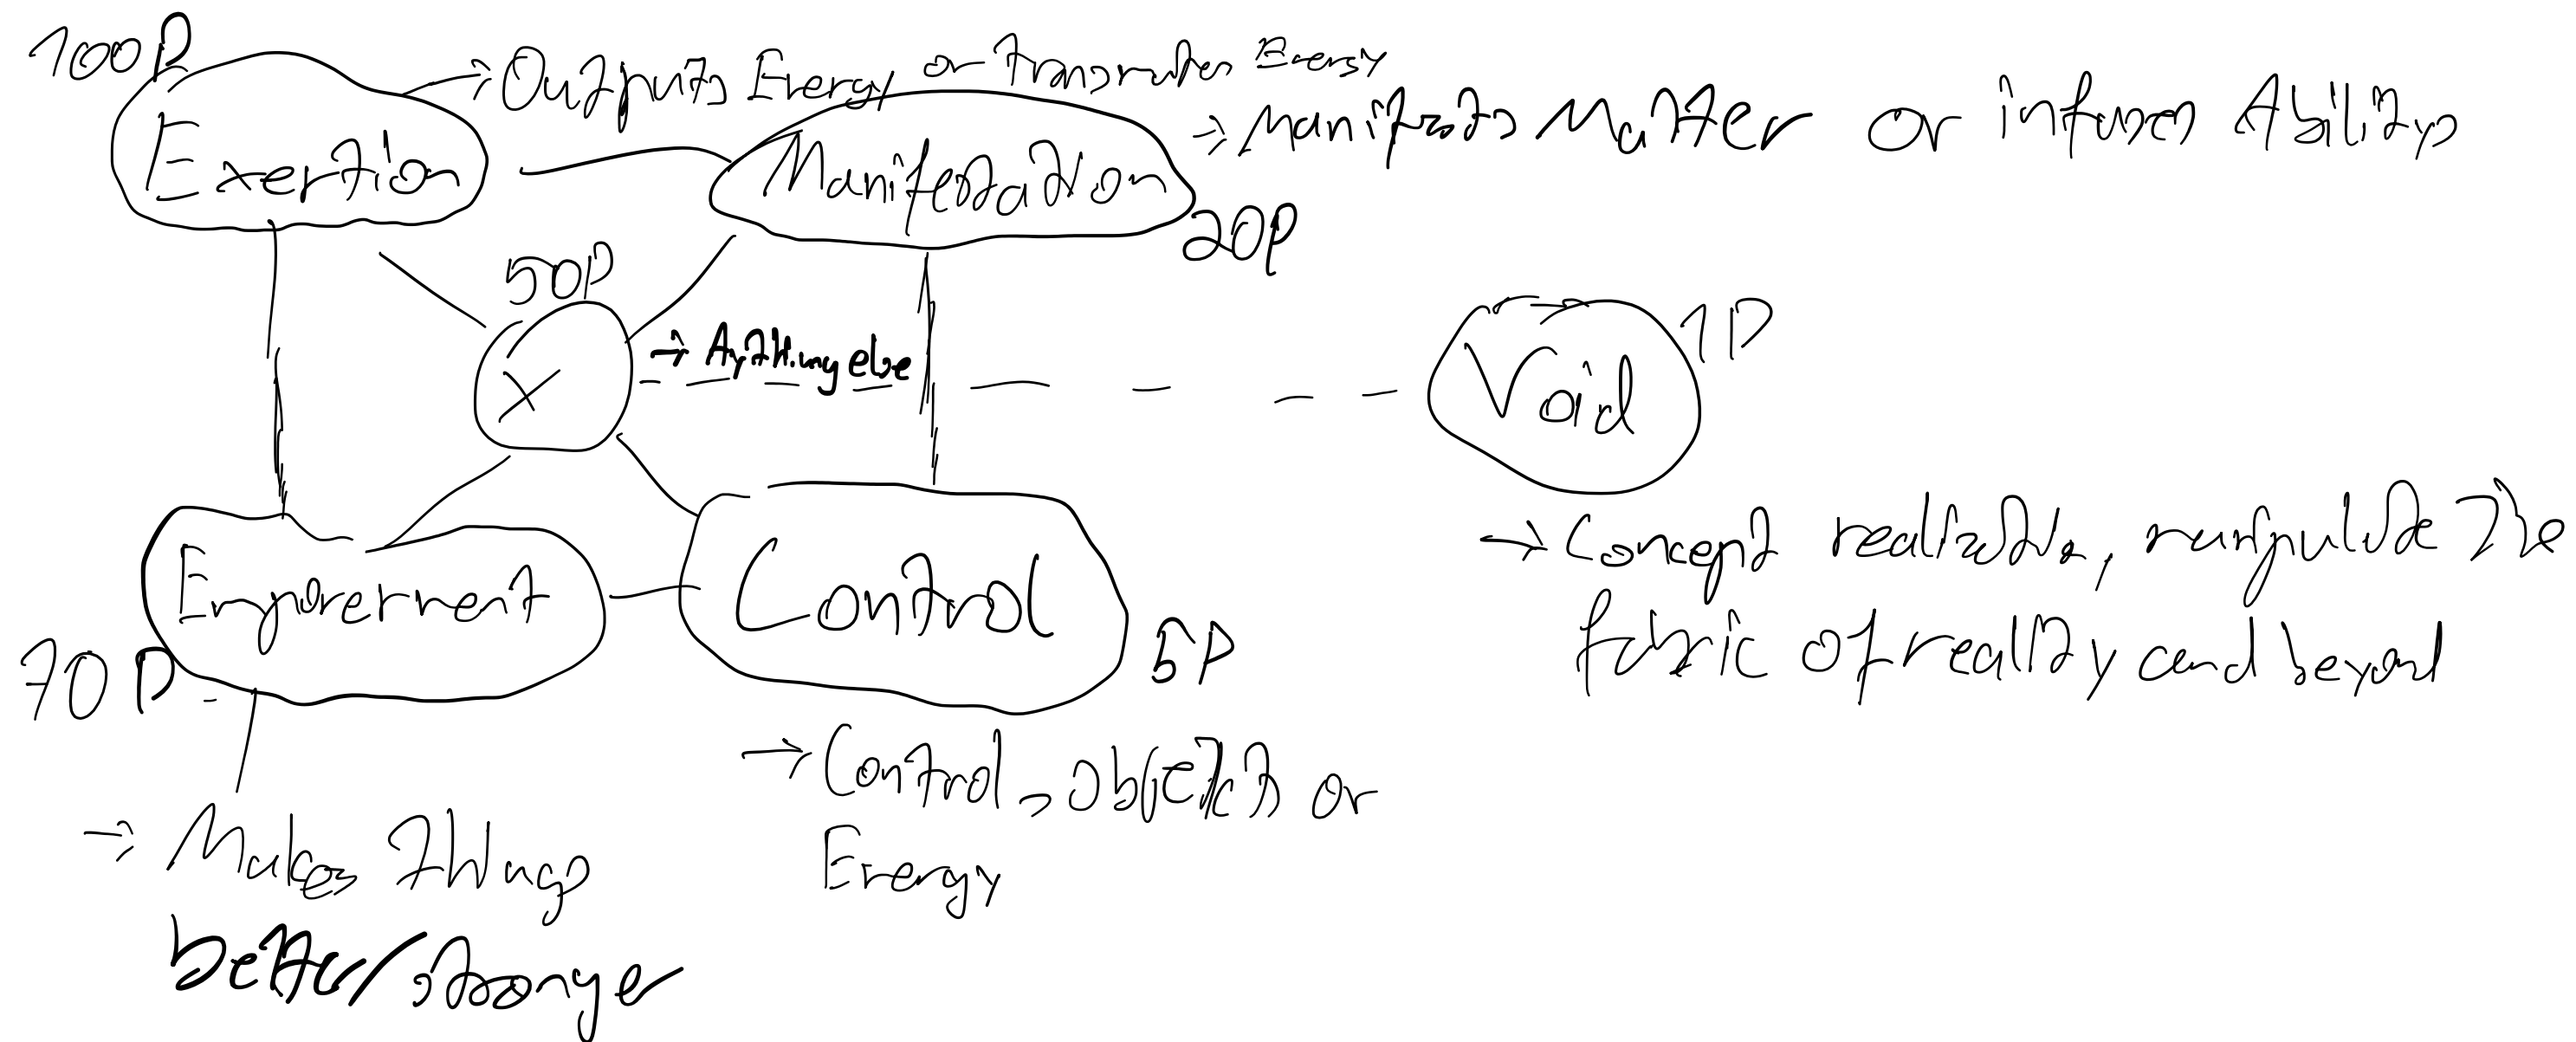 100P
Exertion
→ Outputs Energy or transmutes Energy
Manifestation
20P
→ Manifests Matter or infuses Abilitys
50P
X
→ Anything else
Void
1P
→ Concept realization, manipulate the
fabric of reality and beyond
Empowerment
70P
→ Makes things
better/stronger
Control
5P
→ Control, objects or
Energy